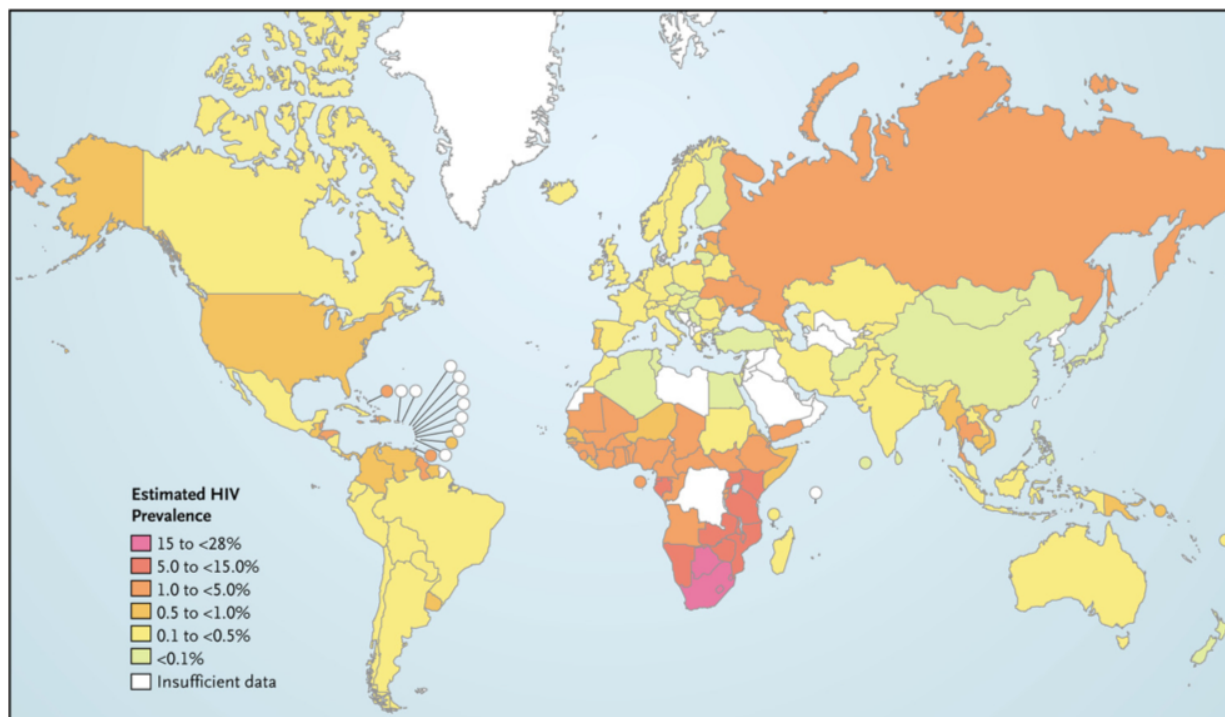 Estimated HIV
Prevalence
15 to <28%
5.0 to <15.0%
1.0 to <5.0%
0.5 to <1.0%
0.1 to <0.5%
<0.1%
Insufficient data